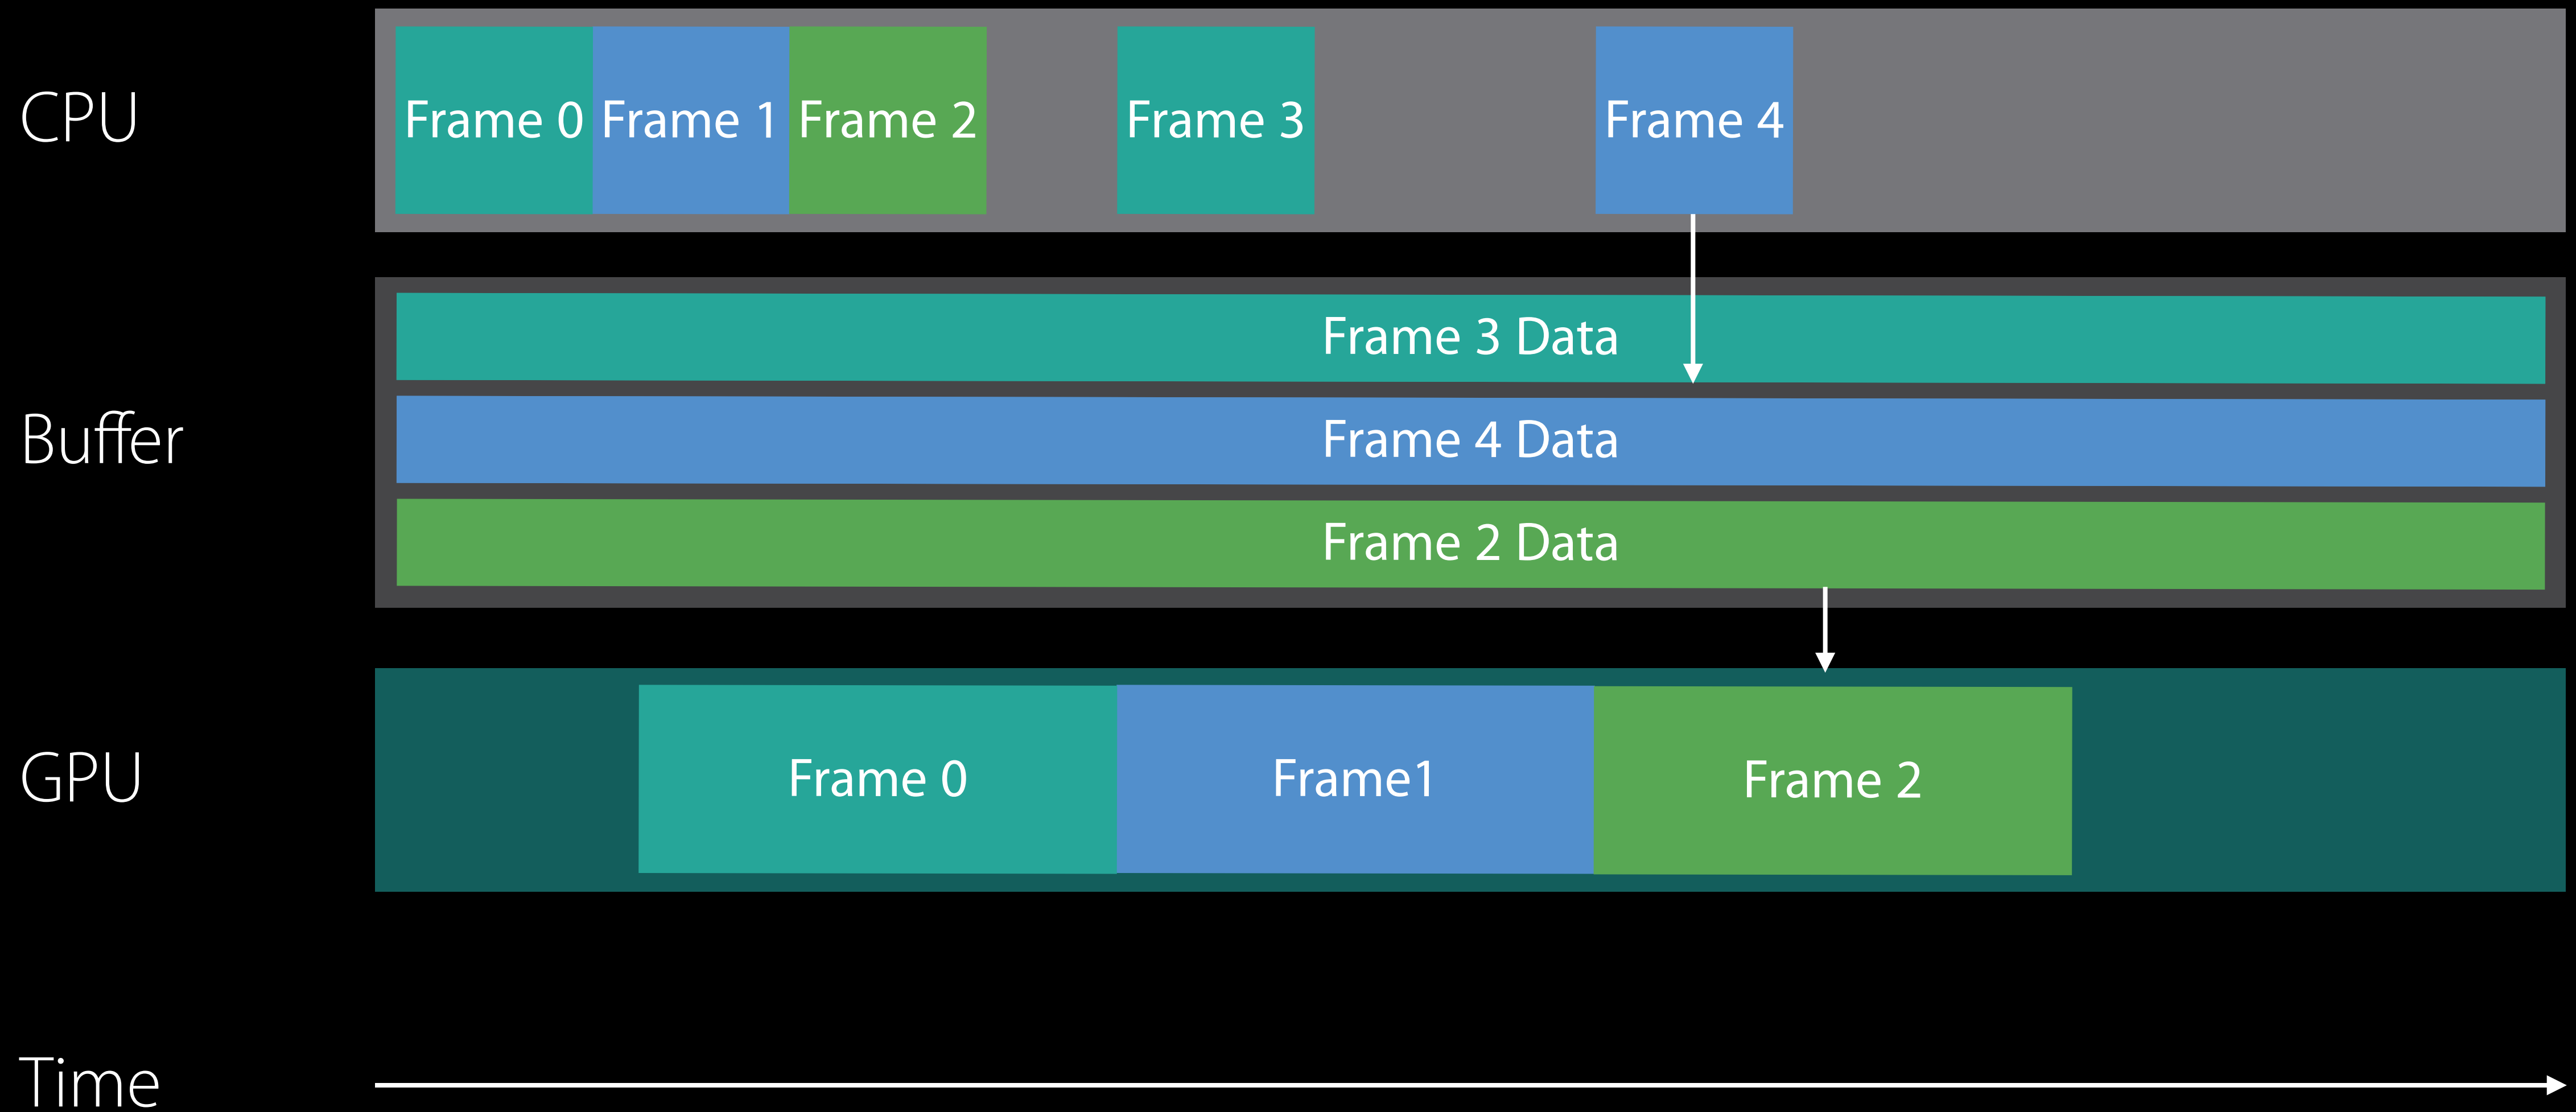 CPU
Frame 0
Frame 1
Frame 2
Frame 3
Frame 4
Buffer
Frame 3 Data
Frame 4 Data
Frame 2 Data
GPU
Frame 0
Frame1
Frame 2
Time